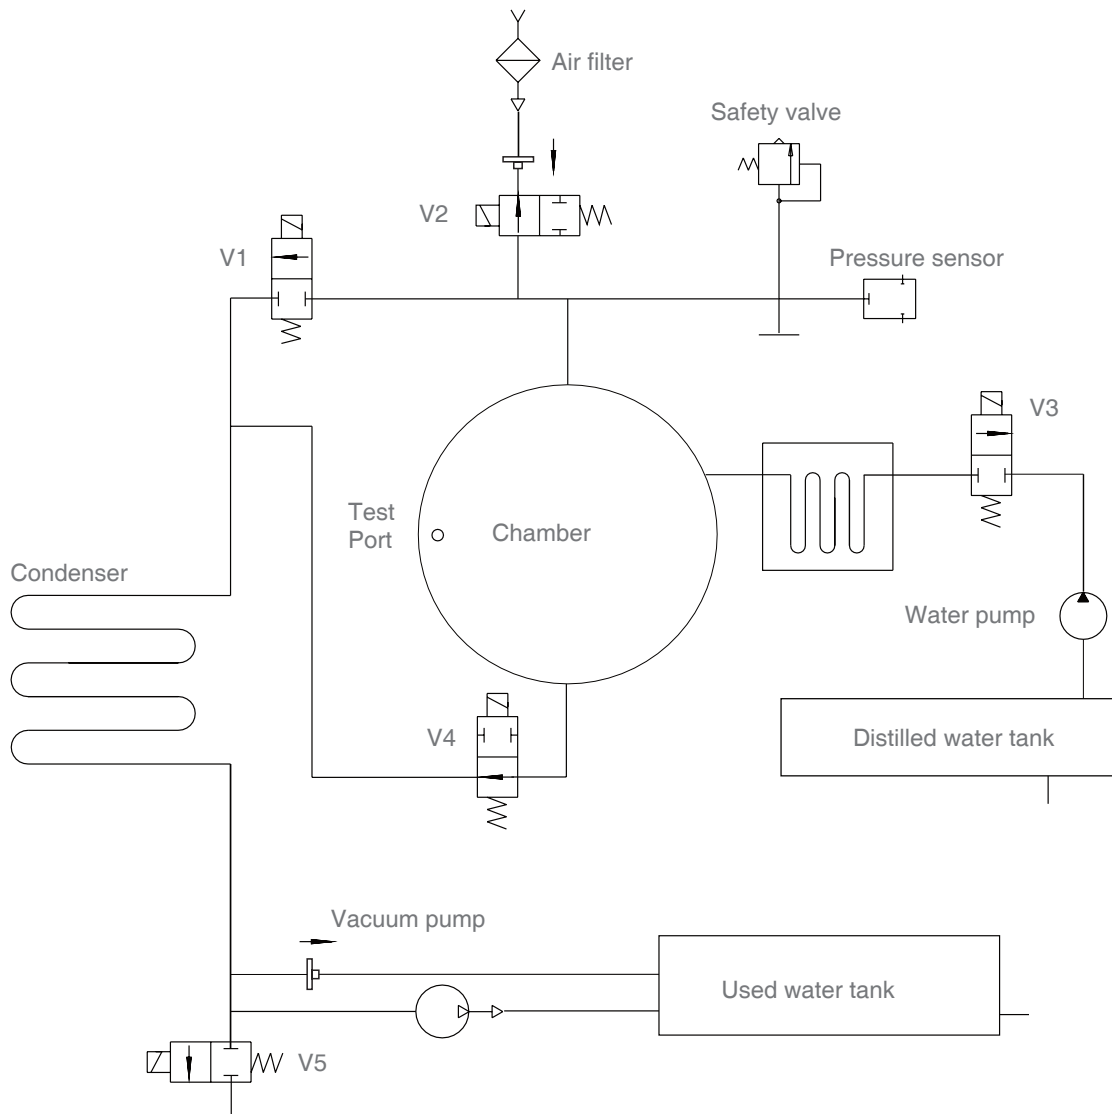 Air filter
Safety valve
V2
V1
Pressure sensor
V3
Test
Port
Chamber
Condenser
Water pump
V4
Distilled water tank
Vacuum pump
Used water tank
V5